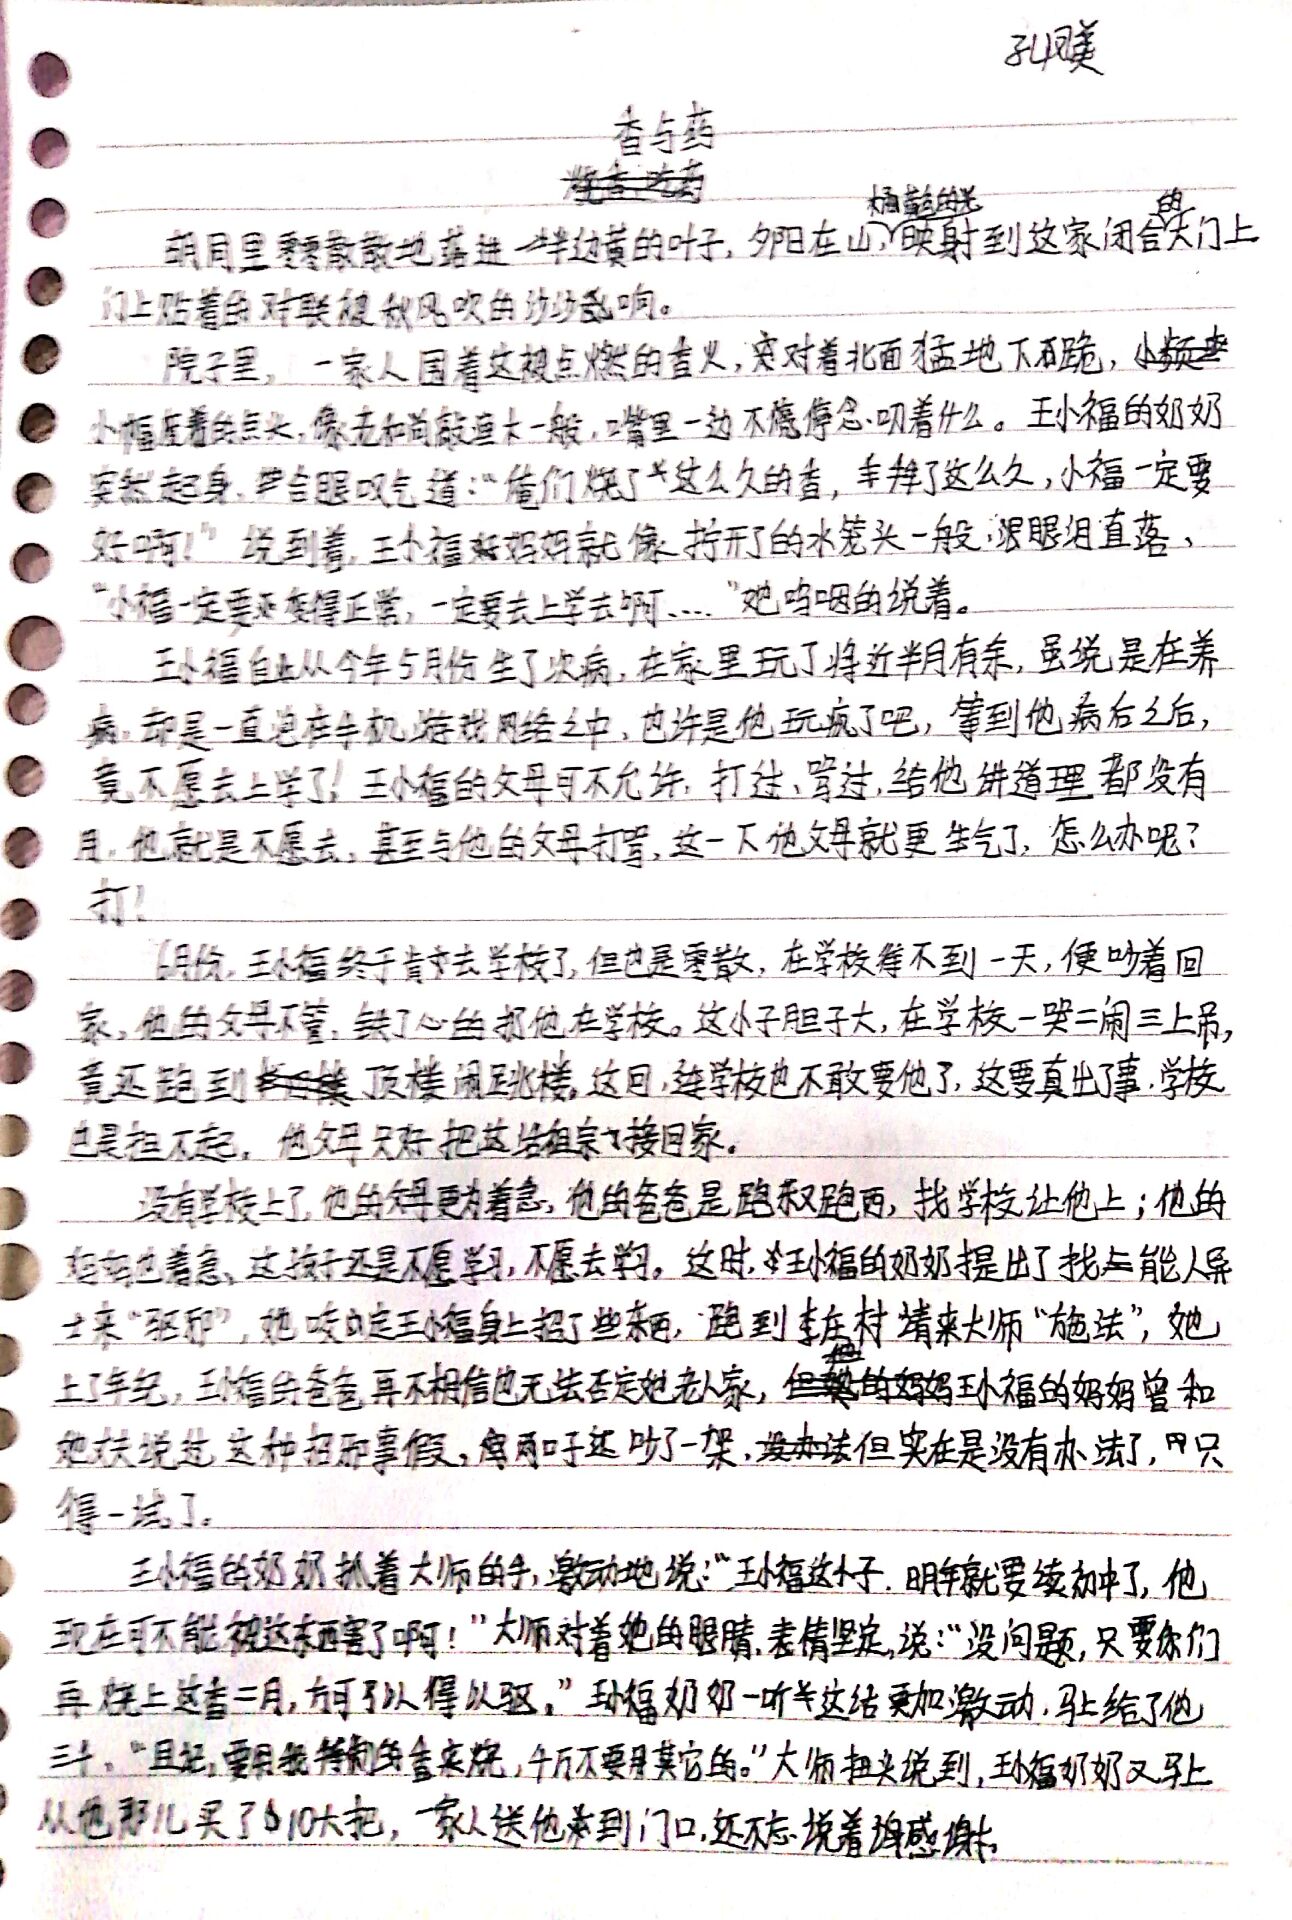 孔凤美
香与药
胡同里零零散散地落进一半边黄的叶子，夕阳在山，橘黄色的光映射到这家闭合的大门上
门上贴着的对联被秋风吹的沙沙乱响。
院子里，一家人围着这被点燃的香火，突对着北面猛地下跪，
小福在着的点头，像老和尚敲木一般，嘴里一边不停停念叨着什么。王小福的奶奶
突然起身，合眼叹气道：“俺们烧了这么久的香，拜了这么久，小福一定要
好啊！”说到着，王小福妈妈就像拧开了的水笼头一般，眼泪直落、
“小福一定要变得正常，一定要去上学去啊……”她呜咽的说着。
王小福自从今年5月份生了次病，在家里玩了将近半月有余，虽说是在养
病，却是一直泡在手机游戏网络之中，也许是他玩疯了吧，等到他病右之后，
竟不愿去上学了！王小福的父母可不允许，打过、骂过，给他讲道理都没有
用，他就是不愿去，甚至与他的父母打骂，这一下他父母就更生气了，怎么办呢？
打！
6月份，王小福终于肯去学校了，但也是零散，在学校待不到一天，便吵着回
家，他的父母不管，铁了心的把他在学校。这小子胆子大，在学校一哭二闹三上吊，
竟还跑到顶楼闹跳楼。这回，连学校也不敢要他了，这要真出了事，学校
也是担不起，他父母只好把这活祖宗接回家。
没有学校上了，他的父母更为着急，他的爸爸是跑东又跑西，找学校让他上；他的
妈妈也着急、这孩子还是不愿学习，不愿去学习。这时，王小福的奶奶提出了找能人异
士来“驱邪”，她咬定王小福身上招了些东西，跑到李庄村请来大师“施法”，她
上了年纪，王小福的爸爸再不相信也无法否定她老人家，王小福的妈妈曾和
她丈夫说过这种招邪事假，两口子还吵了一架，但实在是没有办法了，只
得一试了。
王小福的奶奶抓着大师的手，激动地说：“王小福这小子，明年就要读初中了，他
现在可不能被这东西害了啊！”大师对着她的眼睛，表情坚定，说：“没问题，只要你们
再烧上这香二月，方可以得以驱。”王小福奶奶一听这话更加激动，马上给了他
三千，“且记，要用我特制的香来烧，千万不要用其它的。”大师扭头说到，王小福奶奶又马上
从他那儿买了10大把，一家人送他来到门口，还不忘说着感谢。